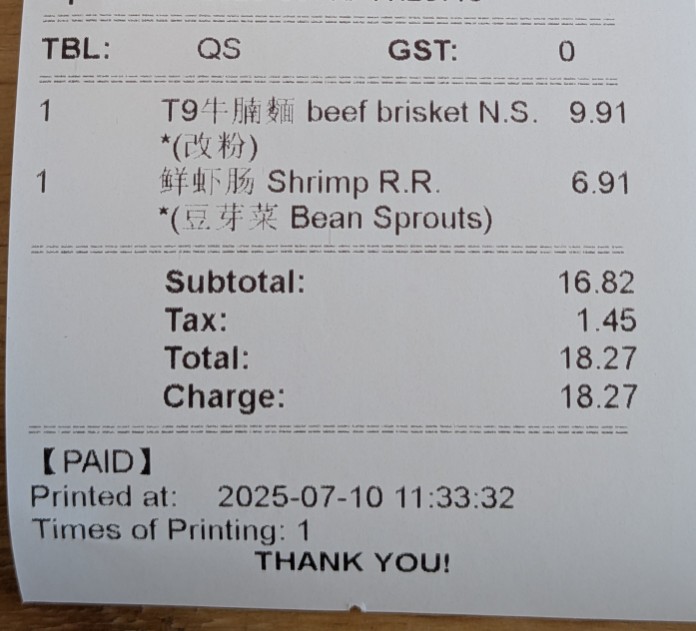 TBL: QS GST: 0
1 T9牛腩麵 beef brisket N.S. 9.91
*(改粉)
1 鲜虾肠 Shrimp R.R. 6.91
*(豆芽菜 Bean Sprouts)
Subtotal: 16.82
Tax: 1.45
Total: 18.27
Charge: 18.27
【PAID】
Printed at: 2025-07-10 11:33:32
Times of Printing: 1
THANK YOU!